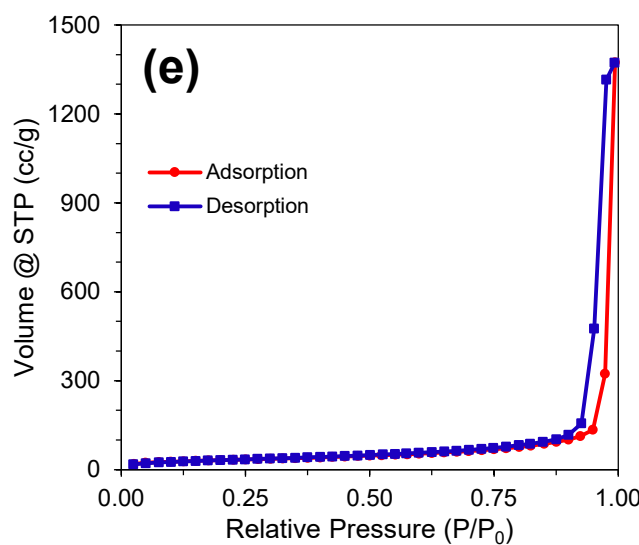 (e)
1500
1200
900
600
300
0
Volume @ STP (cc/g)
Adsorption
Desorption
0.00 0.25 0.50 0.75 1.00
Relative Pressure (P/P₀)